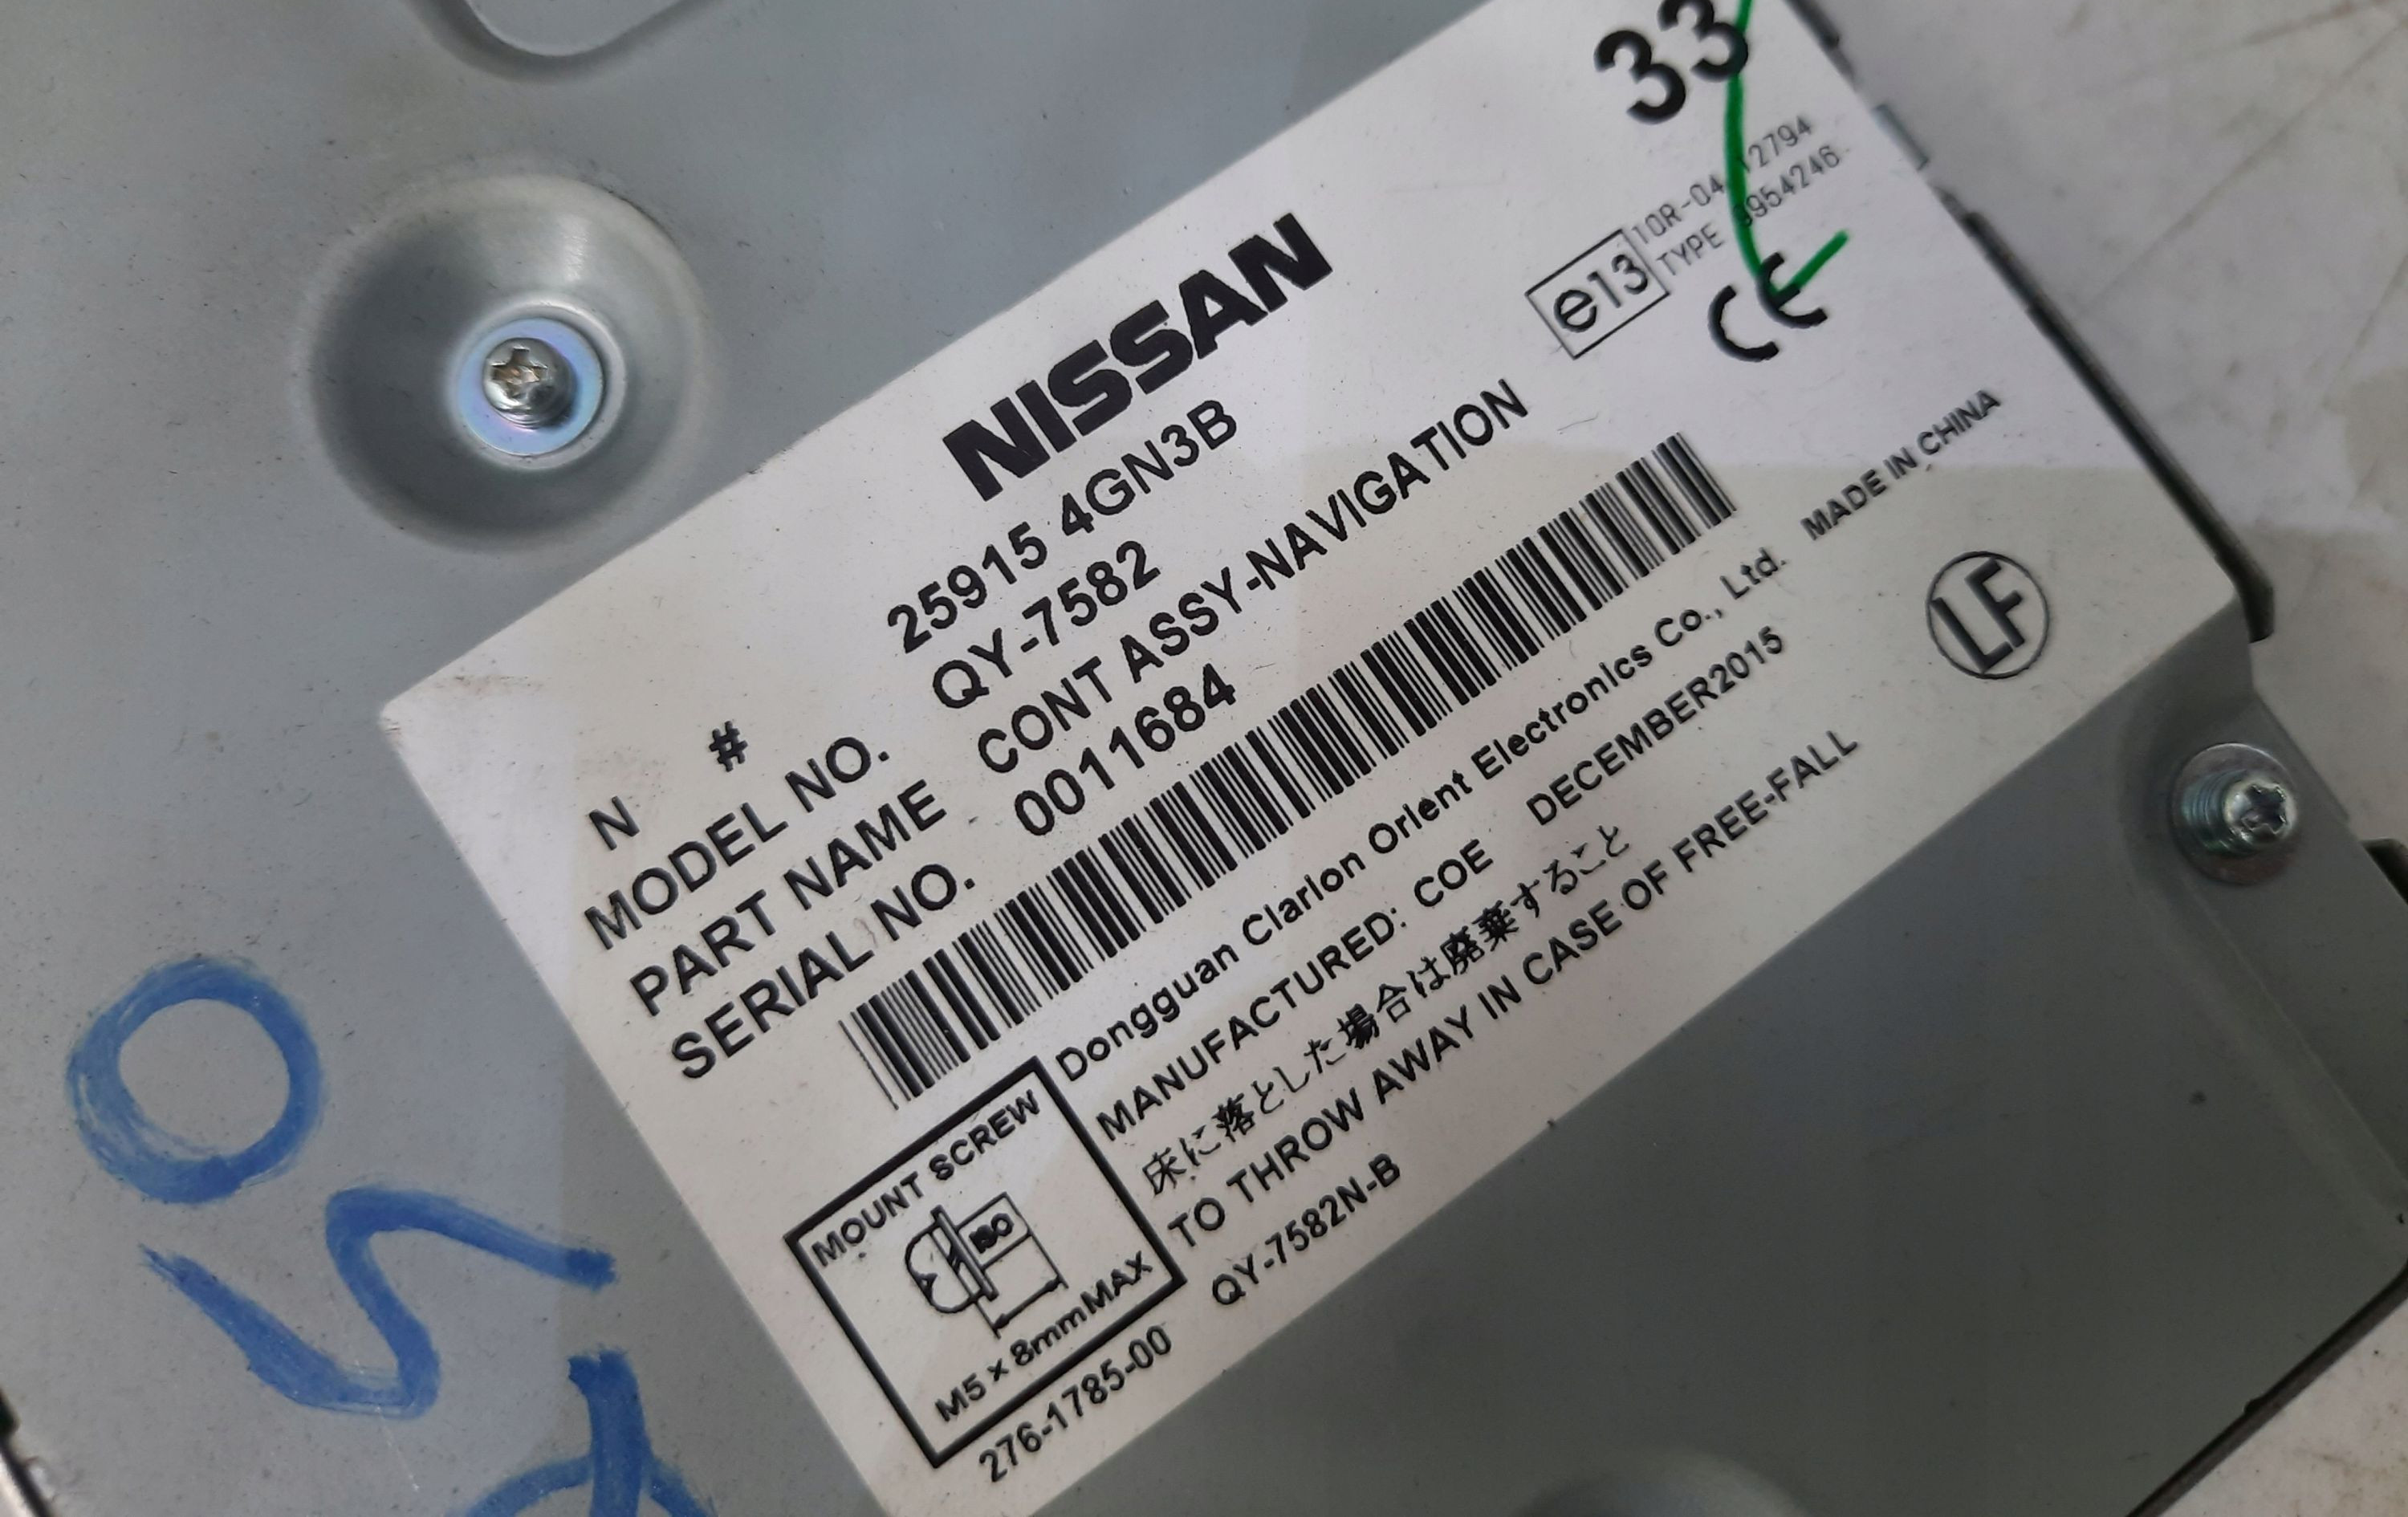 33
NISSAN
e13
10R-04 12794
TYPE 9954246
CE
N # 25915 4GN3B
MODEL NO. QY-7582
PART NAME CONT ASSY-NAVIGATION
SERIAL NO. 0011684
Dongguan Clarion Orient Electronics Co., Ltd. MADE IN CHINA
MANUFACTURED: COE DECEMBER2015
LF
床に落とした場合は廃棄すること
TO THROW AWAY IN CASE OF FREE-FALL
MOUNT SCREW
ISO
M5 × 8mmMAX
276-1785-00 QY-7582N-B